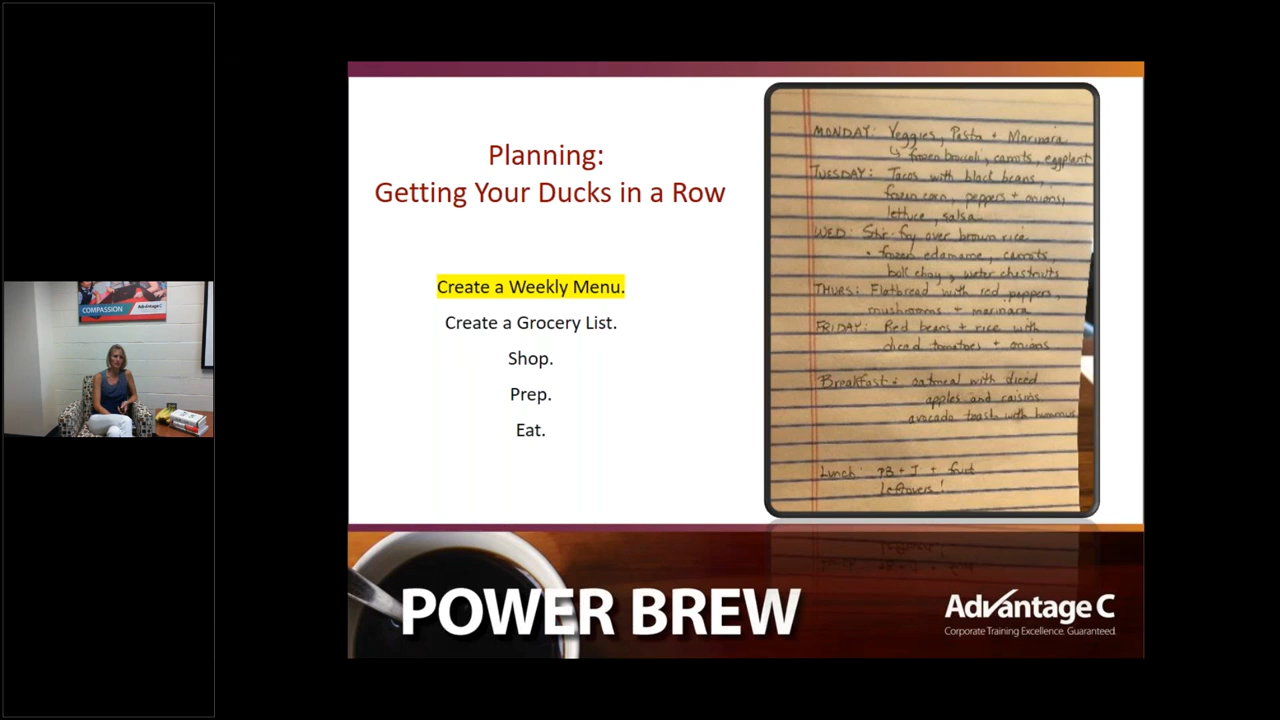 COMPASSION
Advantage C
Planning:
Getting Your Ducks in a Row
Create a Weekly Menu.
Create a Grocery List.
Shop.
Prep.
Eat.
MONDAY: Veggies, Pasta + Marinara
↳ frozen broccoli, carrots, eggplant
TUESDAY: Tacos with black beans,
frozen corn, peppers + onions,
lettuce, salsa
WED: Stir-fry over brown rice
• frozen edamame, carrots,
bok choy, water chestnuts
THURS: Flatbread with red peppers,
mushrooms + marinara
FRIDAY: Red beans + rice with
diced tomatoes + onions
Breakfast: oatmeal with diced
apples and raisins
avocado toast with hummus
Lunch: PB+J + fruit
Leftovers!
POWER BREW
Advantage C
Corporate Training Excellence. Guaranteed.